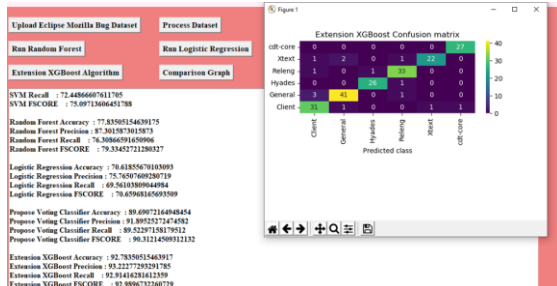 Upload Eclipse Mozilla Bug Dataset
Process Dataset
Run Random Forest
Run Logistic Regression
Extension XGBoost Algorithm
Comparison Graph
SVM Recall : 72.44866607611705
SVM FSCORE : 75.09713606451788
Random Forest Accuracy : 77.83505154639175
Random Forest Precision : 87.3015873015873
Random Forest Recall : 76.30866591650906
Random Forest FSCORE : 79.33452721280327
Logistic Regression Accuracy : 70.61855670103093
Logistic Regression Precision : 75.76507609280719
Logistic Regression Recall : 69.56103809044984
Logistic Regression FSCORE : 70.65968165693509
Propose Voting Classifier Accuracy : 89.69072164948454
Propose Voting Classifier Precision : 91.89525272474582
Propose Voting Classifier Recall : 89.52297158179512
Propose Voting Classifier FSCORE : 90.31214509312132
Extension XGBoost Accuracy : 92.78350515463917
Extension XGBoost Precision : 93.22277293291785
Extension XGBoost Recall : 92.91416281612359
Extension XGBoost FSCORE : 92.9896732260729
Figure 1
Extension XGBoost Confusion matrix
cdt-core 0 0 0 0 0 27
Xtext 1 2 0 1 22 0
Releng 1 0 1 33 0 0
Hyades 0 0 26 1 0 0
General 3 41 0 1 0 0
Client 31 1 0 0 1 1
Client General Hyades Releng Xtext cdt-core
Predicted class
40
30
20
10
0